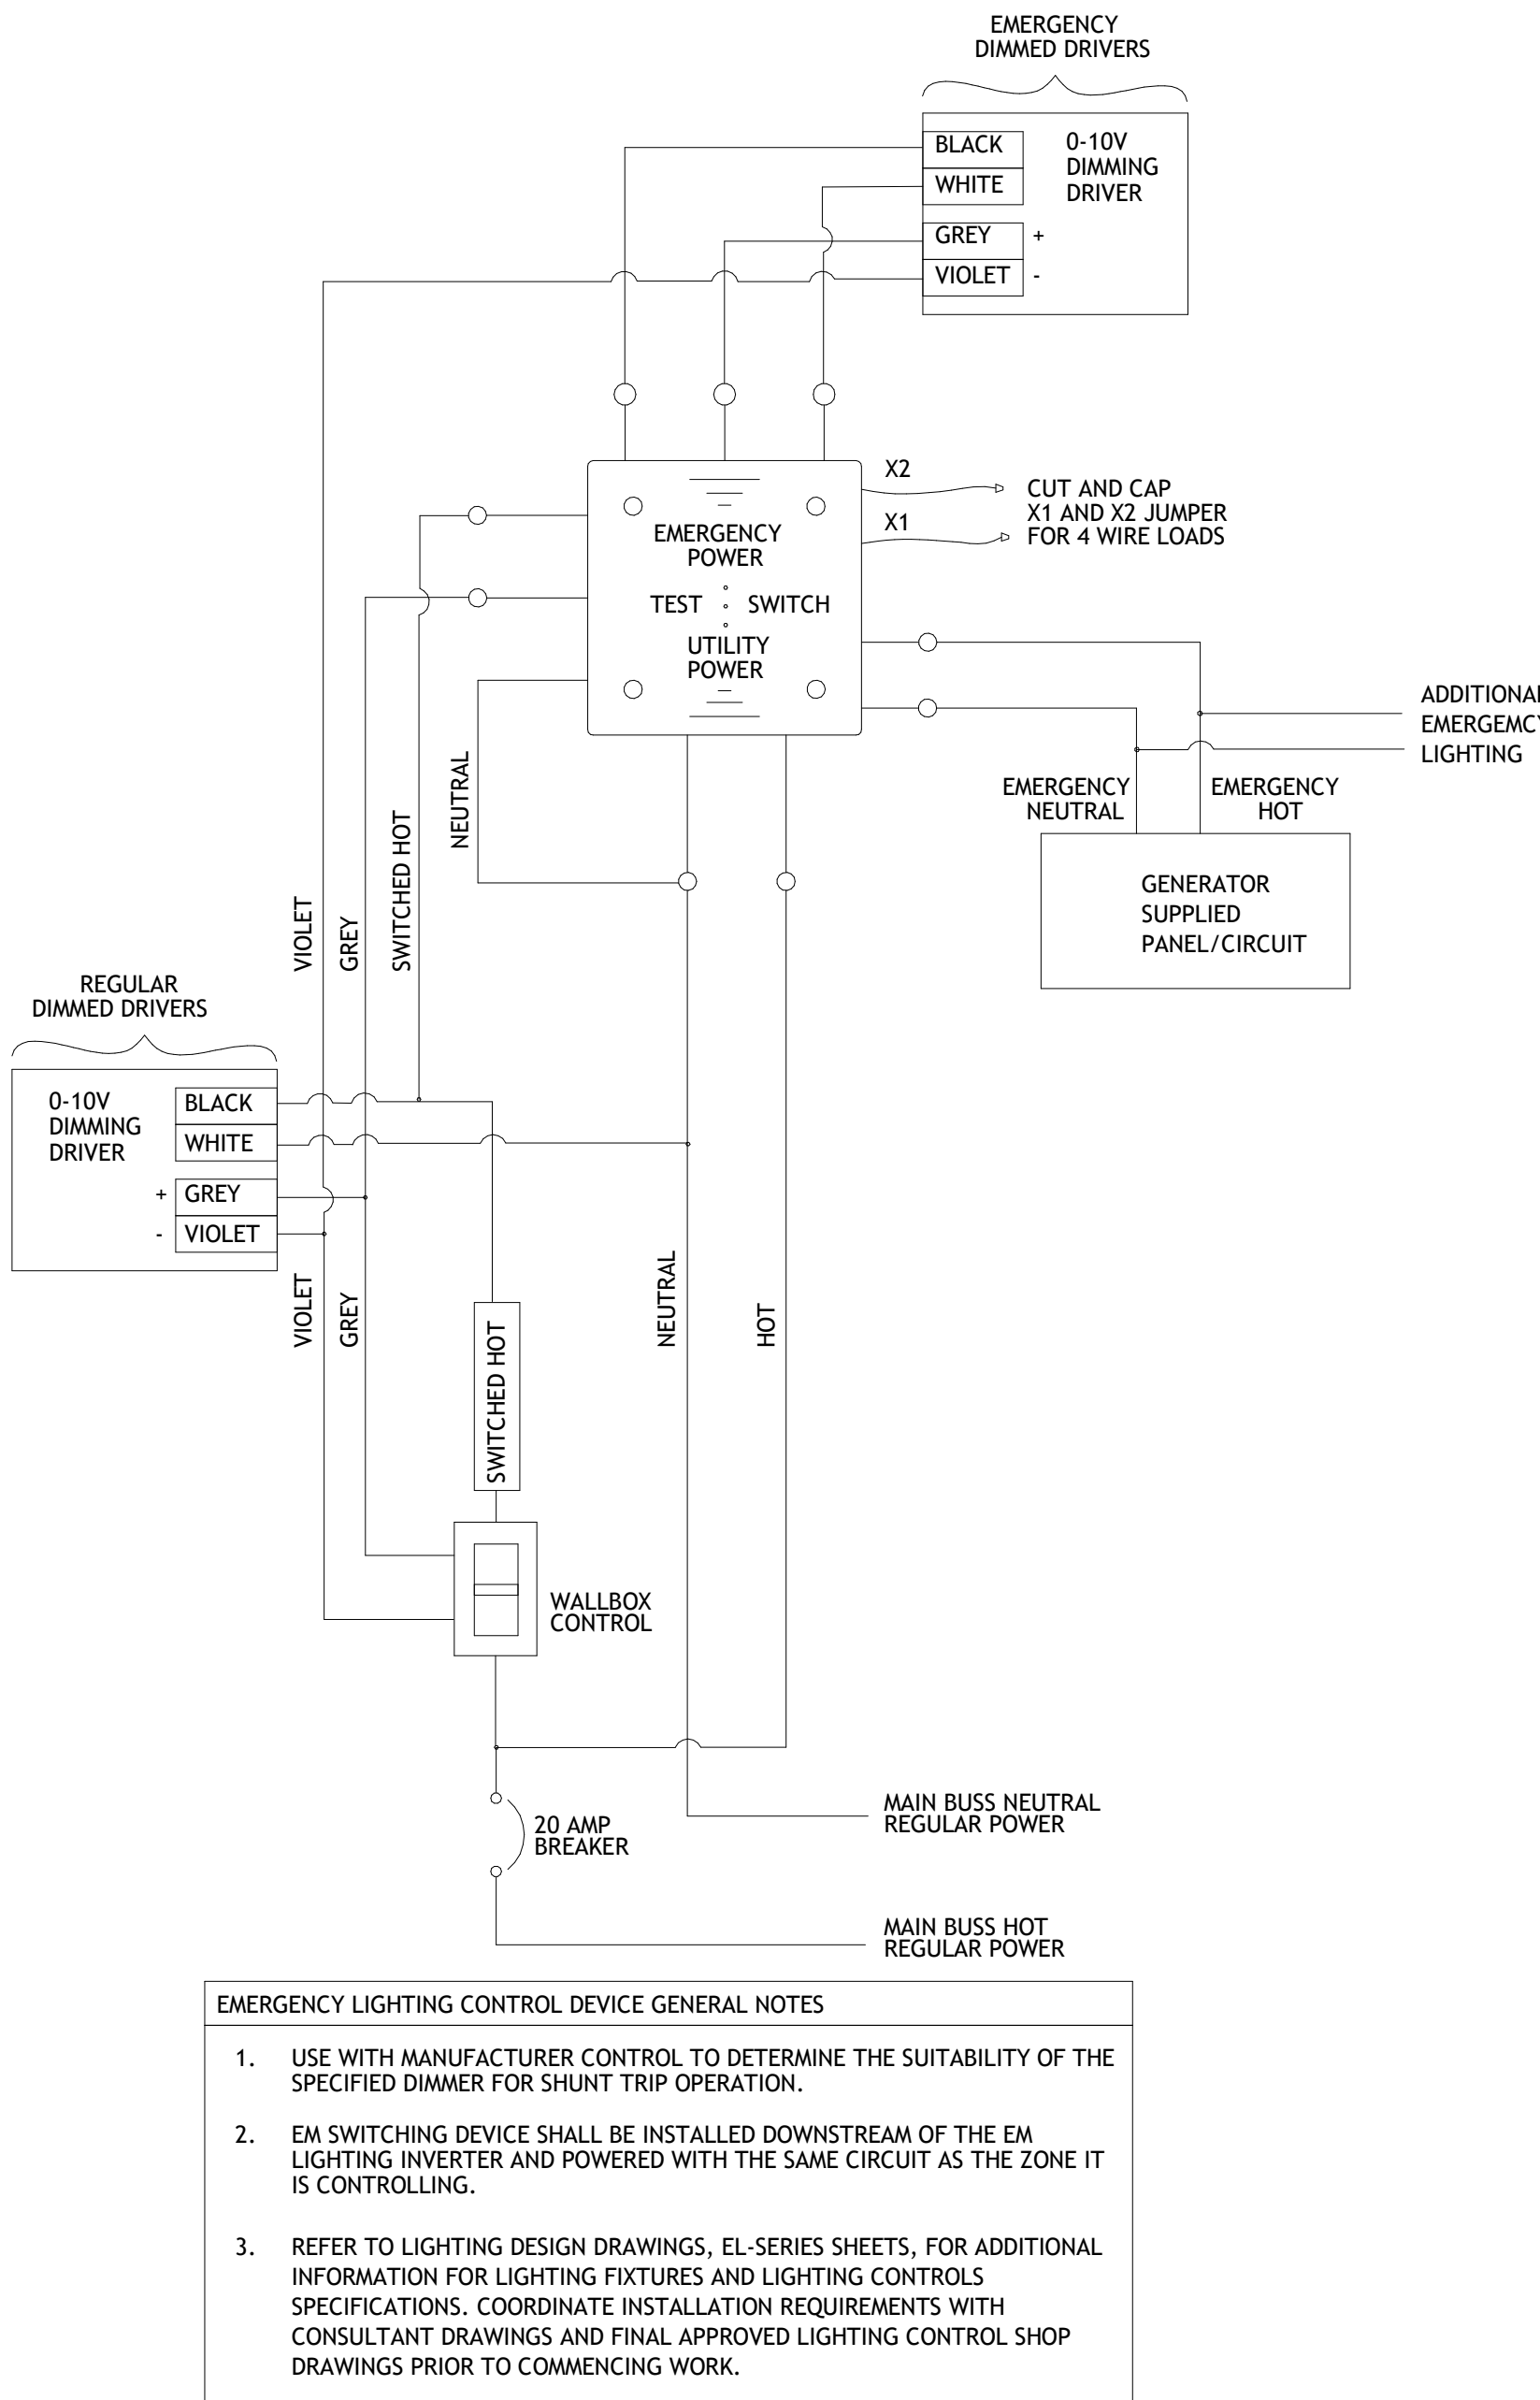 EMERGENCY
DIMMED DRIVERS
BLACK
WHITE
GREY
VIOLET
+
-
0-10V
DIMMING
DRIVER
X2
X1
CUT AND CAP
X1 AND X2 JUMPER
FOR 4 WIRE LOADS
EMERGENCY
POWER
TEST
SWITCH
UTILITY
POWER
ADDITIONAL
EMERGEMCY
LIGHTING
EMERGENCY
NEUTRAL
EMERGENCY
HOT
GENERATOR
SUPPLIED
PANEL/CIRCUIT
NEUTRAL
SWITCHED HOT
GREY
VIOLET
REGULAR
DIMMED DRIVERS
0-10V
DIMMING
DRIVER
BLACK
WHITE
+ GREY
- VIOLET
VIOLET
GREY
SWITCHED HOT
NEUTRAL
HOT
WALLBOX
CONTROL
20 AMP
BREAKER
MAIN BUSS NEUTRAL
REGULAR POWER
MAIN BUSS HOT
REGULAR POWER
EMERGENCY LIGHTING CONTROL DEVICE GENERAL NOTES
1. USE WITH MANUFACTURER CONTROL TO DETERMINE THE SUITABILITY OF THE
SPECIFIED DIMMER FOR SHUNT TRIP OPERATION.
2. EM SWITCHING DEVICE SHALL BE INSTALLED DOWNSTREAM OF THE EM
LIGHTING INVERTER AND POWERED WITH THE SAME CIRCUIT AS THE ZONE IT
IS CONTROLLING.
3. REFER TO LIGHTING DESIGN DRAWINGS, EL-SERIES SHEETS, FOR ADDITIONAL
INFORMATION FOR LIGHTING FIXTURES AND LIGHTING CONTROLS
SPECIFICATIONS. COORDINATE INSTALLATION REQUIREMENTS WITH
CONSULTANT DRAWINGS AND FINAL APPROVED LIGHTING CONTROL SHOP
DRAWINGS PRIOR TO COMMENCING WORK.